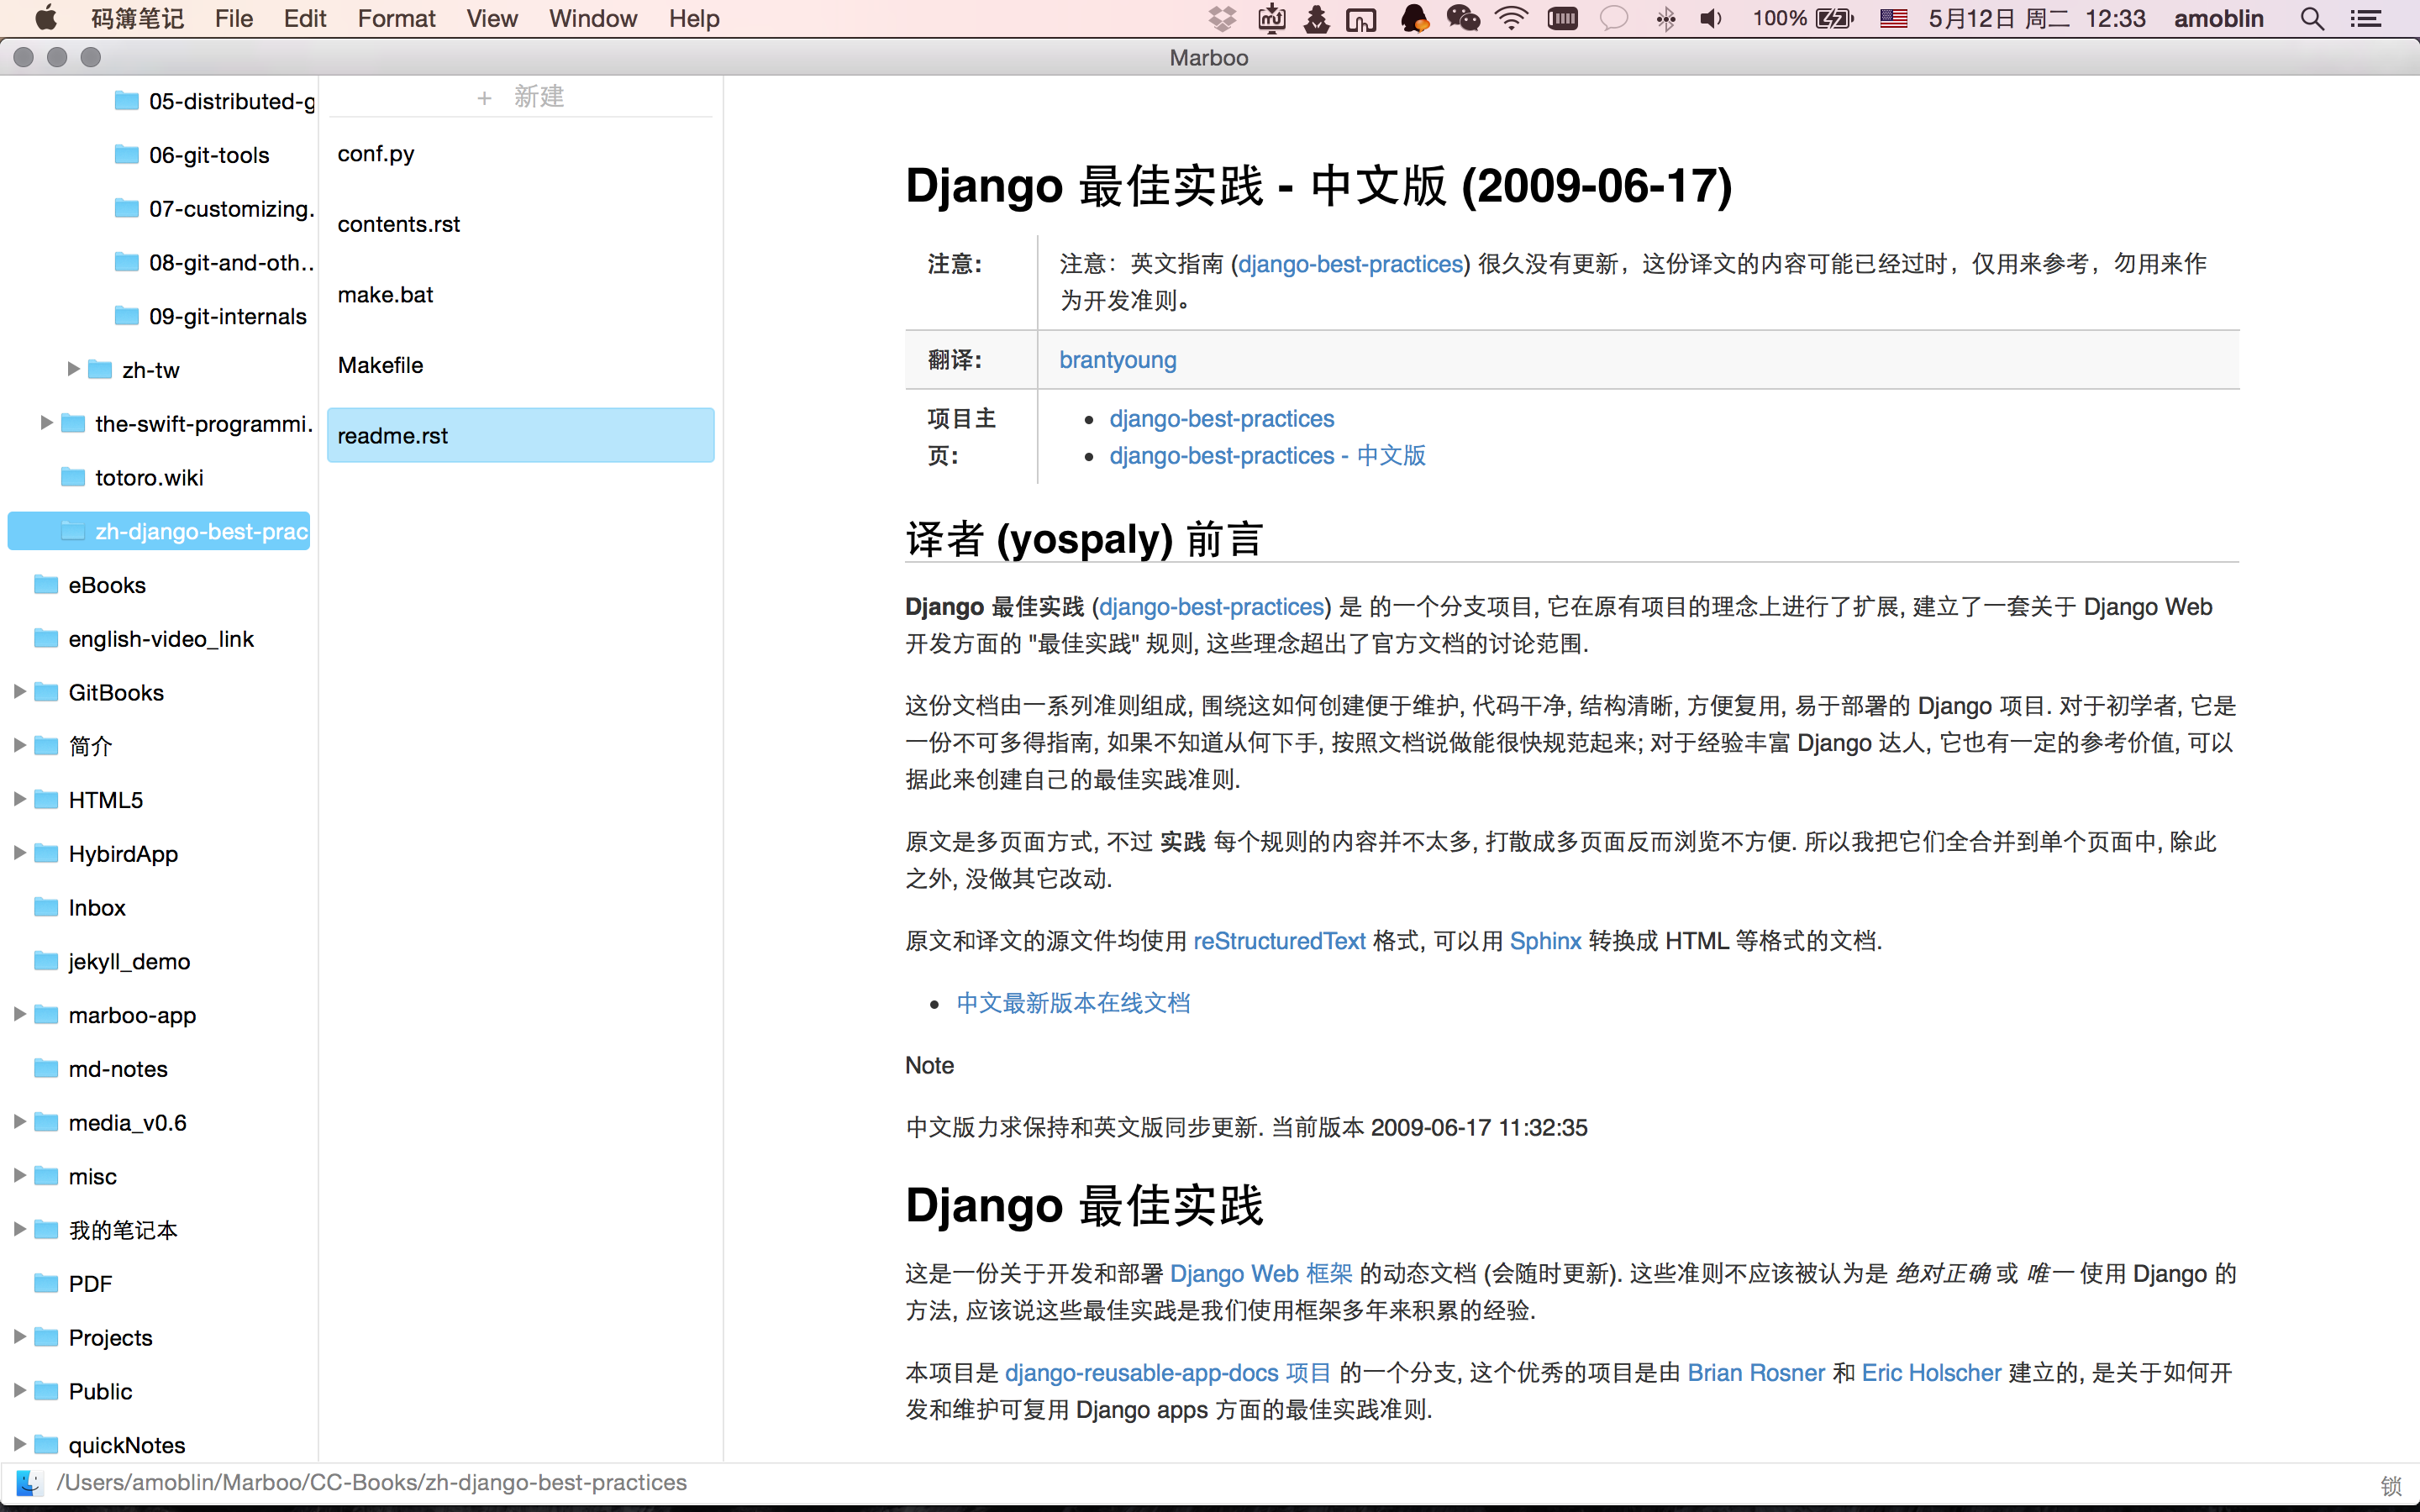 码簿笔记 File Edit Format View Window Help 100% 5月12日 周二 12:33 amoblin
Marboo
05-distributed-g
06-git-tools
07-customizing.
08-git-and-oth…
09-git-internals
zh-tw
the-swift-programmi.
totoro.wiki
zh-django-best-prac
eBooks
english-video_link
GitBooks
简介
HTML5
HybirdApp
Inbox
jekyll_demo
marboo-app
md-notes
media_v0.6
misc
我的笔记本
PDF
Projects
Public
quickNotes
+ 新建
conf.py
contents.rst
make.bat
Makefile
readme.rst
Django 最佳实践 - 中文版 (2009-06-17)
注意: 注意：英文指南 (django-best-practices) 很久没有更新，这份译文的内容可能已经过时，仅用来参考，勿用来作
为开发准则。
翻译: brantyoung
项目主 • django-best-practices
页: • django-best-practices - 中文版
译者 (yospaly) 前言
Django 最佳实践 (django-best-practices) 是 的一个分支项目, 它在原有项目的理念上进行了扩展, 建立了一套关于 Django Web
开发方面的 "最佳实践" 规则, 这些理念超出了官方文档的讨论范围.
这份文档由一系列准则组成, 围绕这如何创建便于维护, 代码干净, 结构清晰, 方便复用, 易于部署的 Django 项目. 对于初学者, 它是
一份不可多得指南, 如果不知道从何下手, 按照文档说做能很快规范起来; 对于经验丰富 Django 达人, 它也有一定的参考价值, 可以
据此来创建自己的最佳实践准则.
原文是多页面方式, 不过 实践 每个规则的内容并不太多, 打散成多页面反而浏览不方便. 所以我把它们全合并到单个页面中, 除此
之外, 没做其它改动.
原文和译文的源文件均使用 reStructuredText 格式, 可以用 Sphinx 转换成 HTML 等格式的文档.
• 中文最新版本在线文档
Note
中文版力求保持和英文版同步更新. 当前版本 2009-06-17 11:32:35
Django 最佳实践
这是一份关于开发和部署 Django Web 框架 的动态文档 (会随时更新). 这些准则不应该被认为是 绝对正确 或 唯一 使用 Django 的
方法, 应该说这些最佳实践是我们使用框架多年来积累的经验.
本项目是 django-reusable-app-docs 项目 的一个分支, 这个优秀的项目是由 Brian Rosner 和 Eric Holscher 建立的, 是关于如何开
发和维护可复用 Django apps 方面的最佳实践准则.
/Users/amoblin/Marboo/CC-Books/zh-django-best-practices 锁